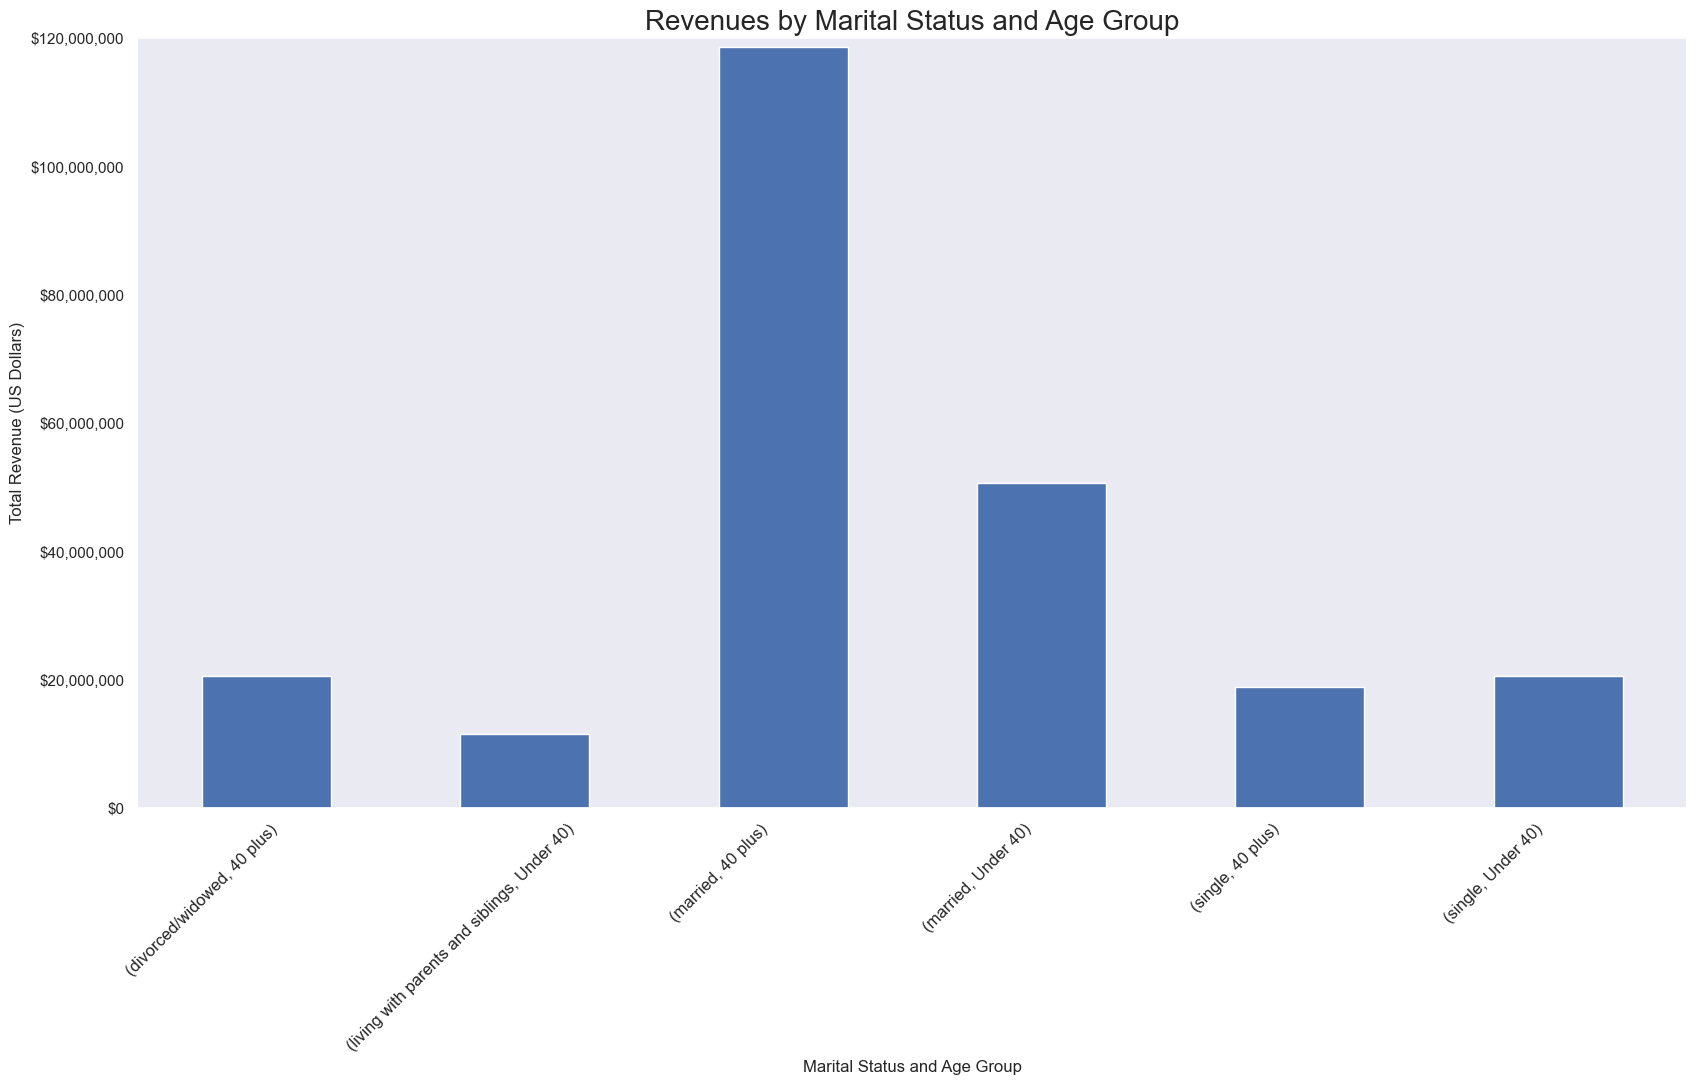 Revenues by Marital Status and Age Group
$120,000,000
$100,000,000
$80,000,000
$60,000,000
$40,000,000
$20,000,000
$0
Total Revenue (US Dollars)
(divorced/widowed, 40 plus)
(living with parents and siblings, Under 40)
(married, 40 plus)
(married, Under 40)
(single, 40 plus)
(single, Under 40)
Marital Status and Age Group